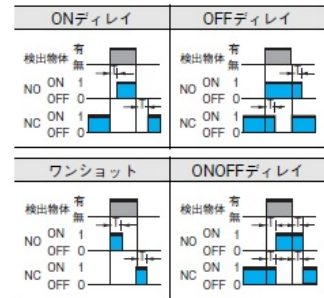 ONディレイ
検出物体 有
無
T
NO ON 1
OFF 0
T
NC ON 1
OFF 0
OFFディレイ
検出物体 有
無
T
NO ON 1
OFF 0
T
NC ON 1
OFF 0
ワンショット
検出物体 有
無
T
NO ON 1
OFF 0
T
NC ON 1
OFF 0
ONOFFディレイ
検出物体 有
無
T T
NO ON 1
OFF 0
T T
NC ON 1
OFF 0